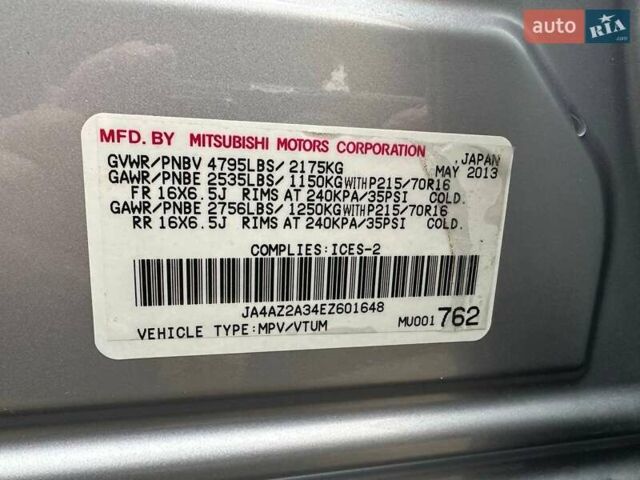 auto RIA
.com
MFD. BY MITSUBISHI MOTORS CORPORATION
JAPAN
GVWR/PNBV 4795LBS/ 2175KG MAY 2013
GAWR/PNBE 2535LBS/ 1150KG WITH P215/70R16
FR 16X6.5J RIMS AT 240KPA/35PSI COLD.
GAWR/PNBE 2756LBS/ 1250KG WITH P215/70R16
RR 16X6.5J RIMS AT 240KPA/35PSI COLD.
COMPLIES:ICES-2
JA4AZ2A34EZ601648
VEHICLE TYPE:MPV/VTUM MU001762